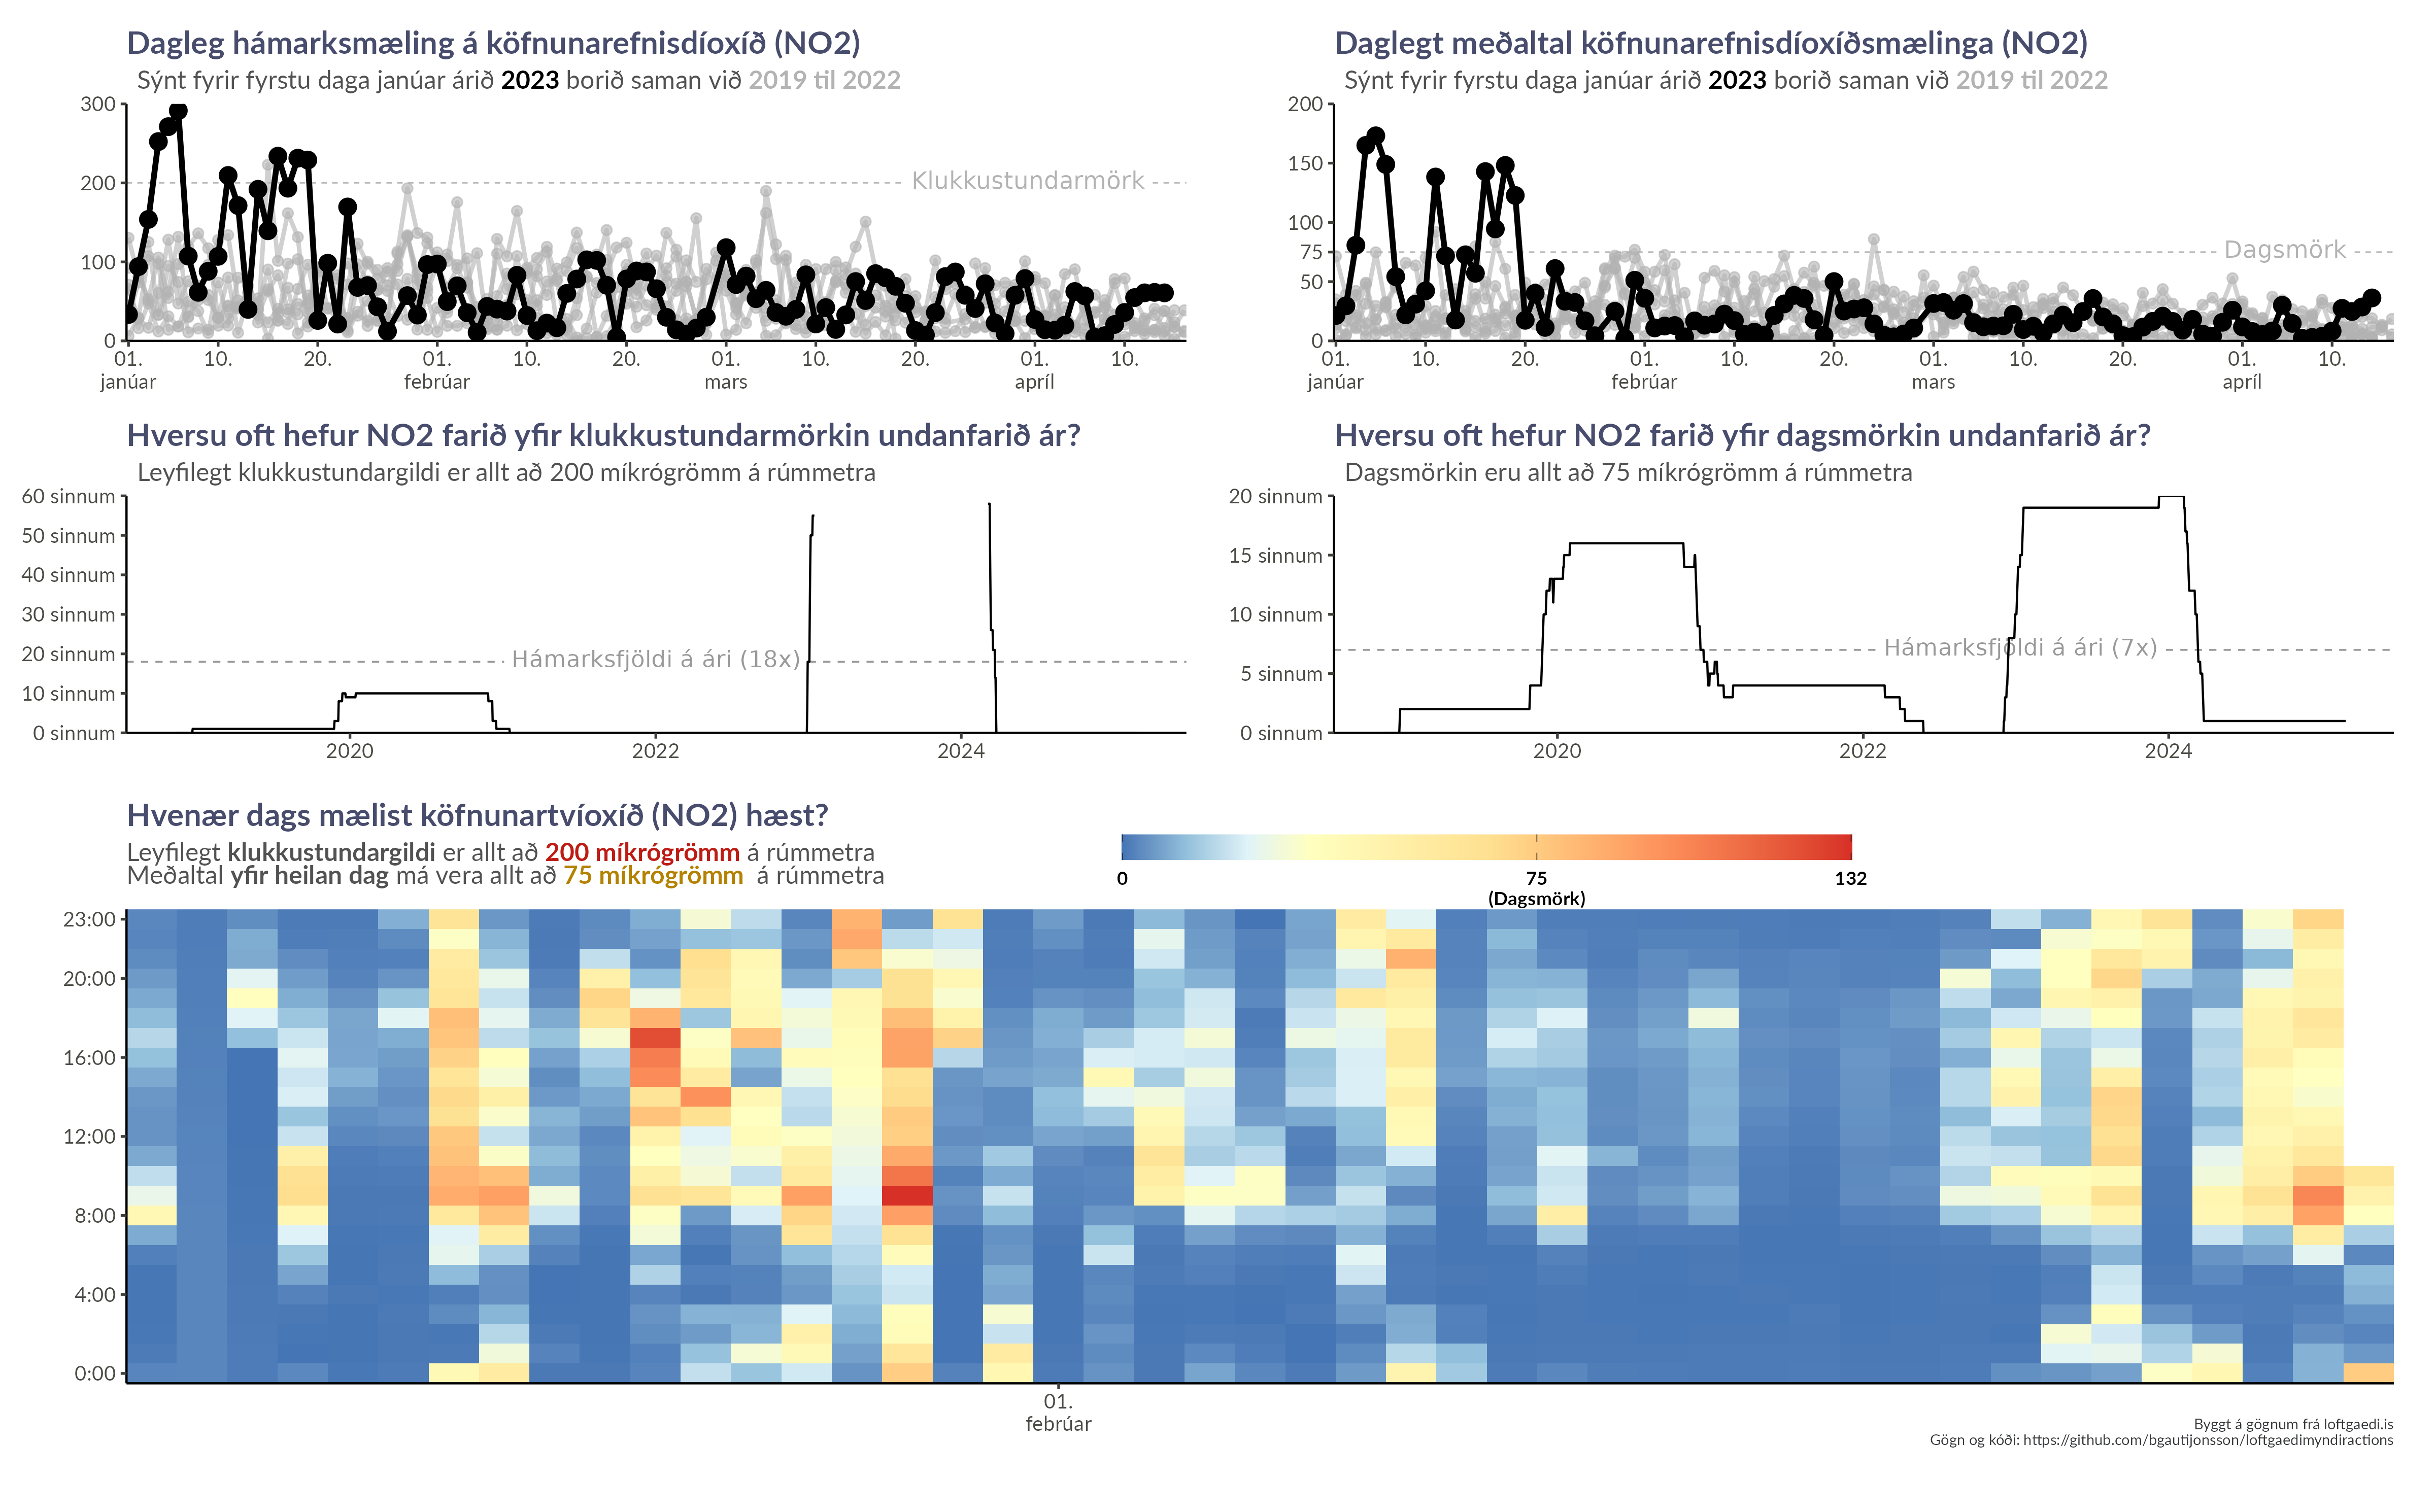 Dagleg hámarksmæling á köfnunarefnisdíoxíð (NO2)
Sýnt fyrir fyrstu daga janúar árið 2023 borið saman við 2019 til 2022
300
200
100
0
Klukkustundarmörk
01. 10. 20. 01. 10. 20. 01. 10. 20. 01. 10.
janúar febrúar mars apríl
Daglegt meðaltal köfnunarefnisdíoxíðsmælinga (NO2)
Sýnt fyrir fyrstu daga janúar árið 2023 borið saman við 2019 til 2022
200
150
100
75
50
0
Dagsmörk
01. 10. 20. 01. 10. 20. 01. 10. 20. 01. 10.
janúar febrúar mars apríl
Hversu oft hefur NO2 farið yfir klukkustundarmörkin undanfarið ár?
Leyfilegt klukkustundargildi er allt að 200 míkrógrömm á rúmmetra
60 sinnum
50 sinnum
40 sinnum
30 sinnum
20 sinnum
10 sinnum
0 sinnum
Hámarksfjöldi á ári (18x)
2020 2022 2024
Hversu oft hefur NO2 farið yfir dagsmörkin undanfarið ár?
Dagsmörkin eru allt að 75 míkrógrömm á rúmmetra
20 sinnum
15 sinnum
10 sinnum
5 sinnum
0 sinnum
Hámarksfjöldi á ári (7x)
2020 2022 2024
Hvenær dags mælist köfnunartvíoxíð (NO2) hæst?
Leyfilegt klukkustundargildi er allt að 200 míkrógrömm á rúmmetra
Meðaltal yfir heilan dag má vera allt að 75 míkrógrömm á rúmmetra
0 75 132
(Dagsmörk)
23:00
20:00
16:00
12:00
8:00
4:00
0:00
01.
febrúar
Byggt á gögnum frá loftgaedi.is
Gögn og kóði: https://github.com/bgautijonsson/loftgaedimyndiractions